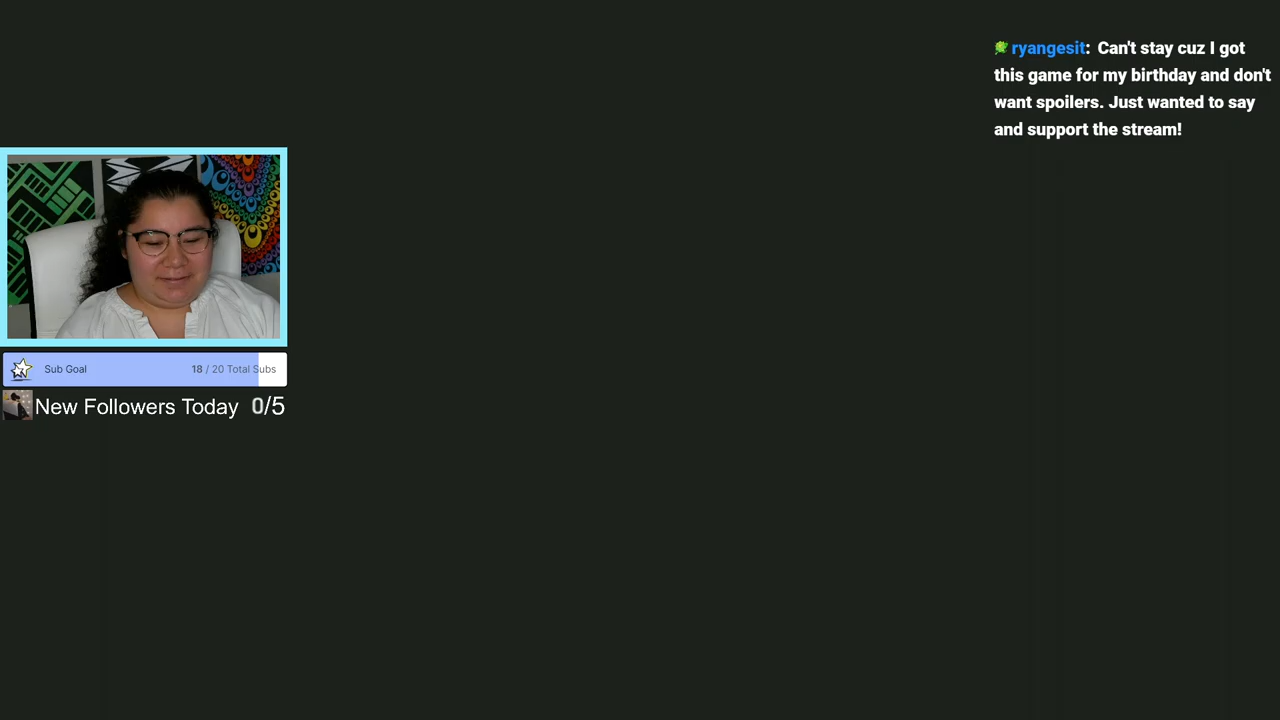 ryangesit: Can't stay cuz I got
this game for my birthday and don't
want spoilers. Just wanted to say
and support the stream!
Sub Goal 18 / 20 Total Subs
New Followers Today 0/5